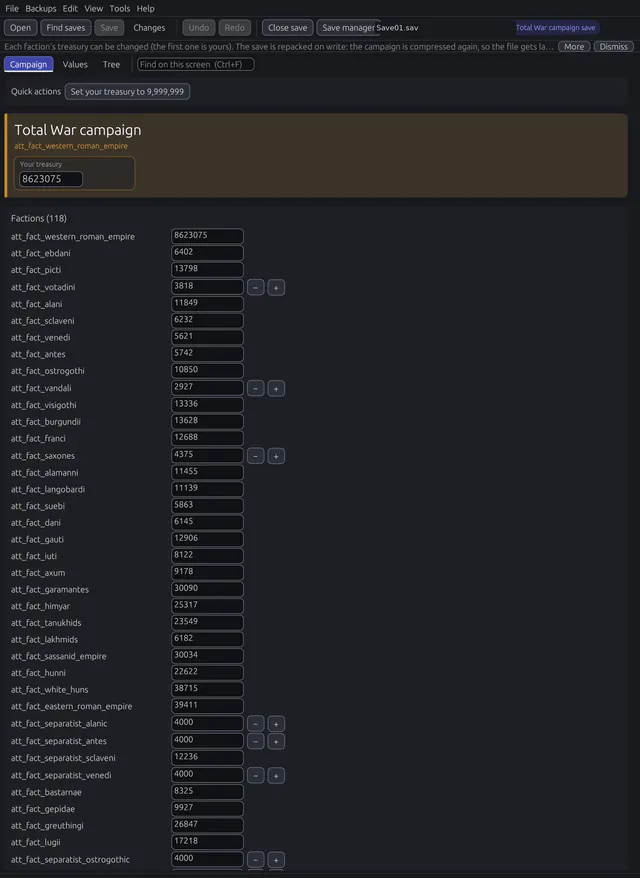 File Backups Edit View Tools Help
Open Find saves Save Changes Undo Redo Close save Save manager Save01.sav Total War campaign save
Each faction's treasury can be changed (the first one is yours). The save is repacked on write: the campaign is compressed again, so the file gets la... More Dismiss
Campaign Values Tree Find on this screen (Ctrl+F)
Quick actions Set your treasury to 9,999,999
Total War campaign
att_fact_western_roman_empire
Your treasury
8623075
Factions (118)
att_fact_western_roman_empire 8623075
att_fact_ebdani 6402
att_fact_picti 13798
att_fact_votadini 3818 − +
att_fact_alani 11849
att_fact_sclaveni 6232
att_fact_venedi 5621
att_fact_antes 5742
att_fact_ostrogothi 10850
att_fact_vandali 2927 − +
att_fact_visigothi 13336
att_fact_burgundii 13628
att_fact_franci 12688
att_fact_saxones 4375 − +
att_fact_alamanni 11455
att_fact_langobardi 11139
att_fact_suebi 5863
att_fact_dani 6145
att_fact_gauti 12906
att_fact_iuti 8122
att_fact_axum 9178
att_fact_garamantes 30090
att_fact_himyar 25317
att_fact_tanukhids 23549
att_fact_lakhmids 6182
att_fact_sassanid_empire 30034
att_fact_hunni 22622
att_fact_white_huns 38715
att_fact_eastern_roman_empire 39411
att_fact_separatist_alanic 4000 − +
att_fact_separatist_antes 4000 − +
att_fact_separatist_sclaveni 12236
att_fact_separatist_venedi 4000 − +
att_fact_bastarnae 8325
att_fact_gepidae 9927
att_fact_greuthingi 26847
att_fact_lugii 17218
att_fact_separatist_ostrogothic 4000 − +